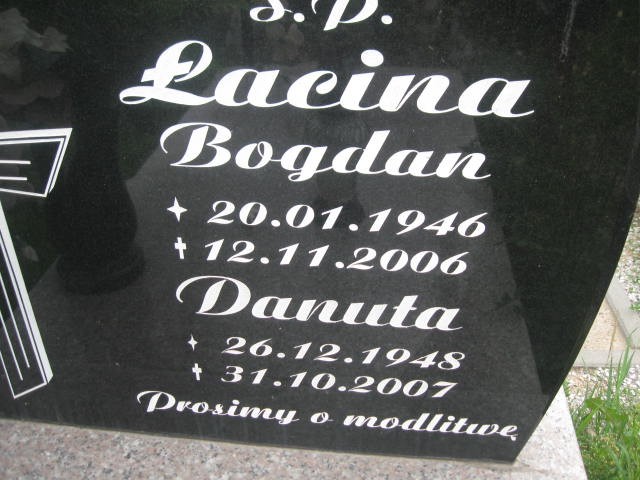 Ś.P.
Łacina
Bogdan
20.01.1946
12.11.2006
Danuta
26.12.1948
31.10.2007
Prosimy o modlitwę